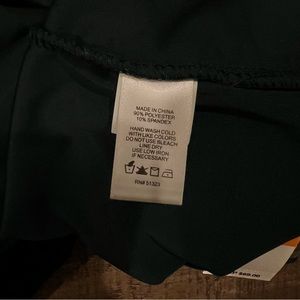 MADE IN CHINA
90% POLYESTER
10% SPANDEX
HAND WASH COLD
WITH LIKE COLORS
DO NOT USE BLEACH
LINE DRY
USE LOW IRON
IF NECESSARY
RN# 51323